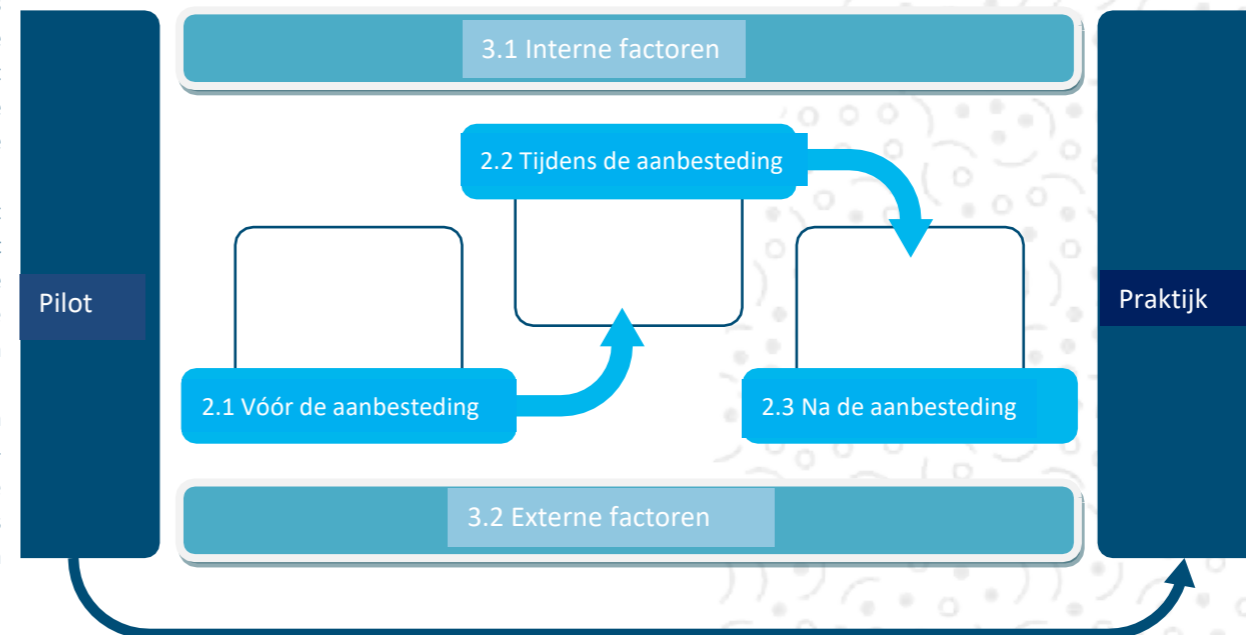 3.1 Interne factoren
2.2 Tijdens de aanbesteding
Pilot
Praktijk
2.1 Vóór de aanbesteding
2.3 Na de aanbesteding
3.2 Externe factoren